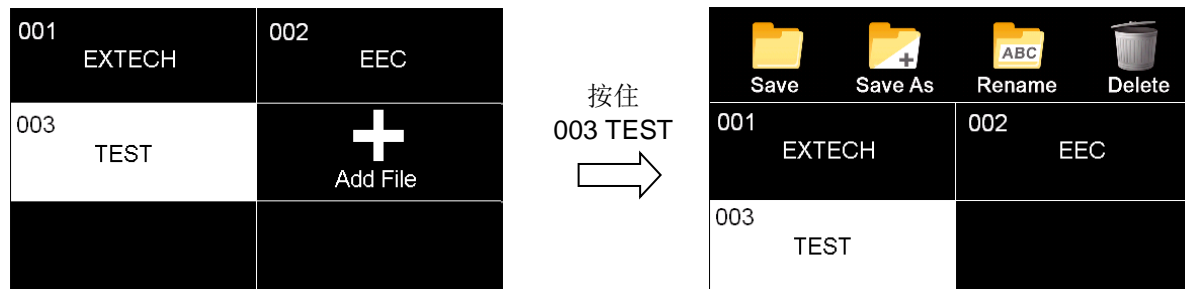 001
EXTECH
002
EEC
003
TEST
Add File
按住
003 TEST
Save
Save As
ABC
Rename
Delete
001
EXTECH
002
EEC
003
TEST